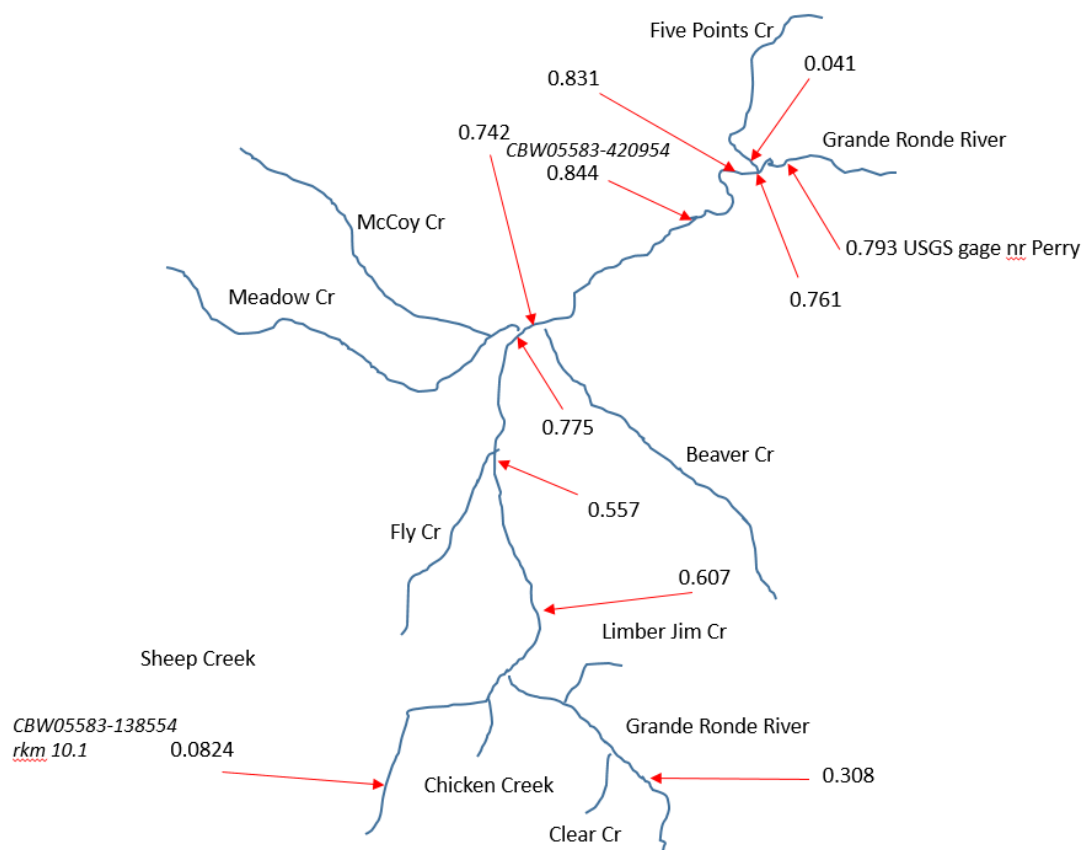 Five Points Cr
0.041
0.831
Grande Ronde River
0.742
CBW05583-420954
0.844
McCoy Cr
0.793 USGS gage nr Perry
Meadow Cr
0.761
0.775
Beaver Cr
0.557
Fly Cr
0.607
Limber Jim Cr
Sheep Creek
CBW05583-138554
rkm 10.1 0.0824
Grande Ronde River
Chicken Creek
0.308
Clear Cr